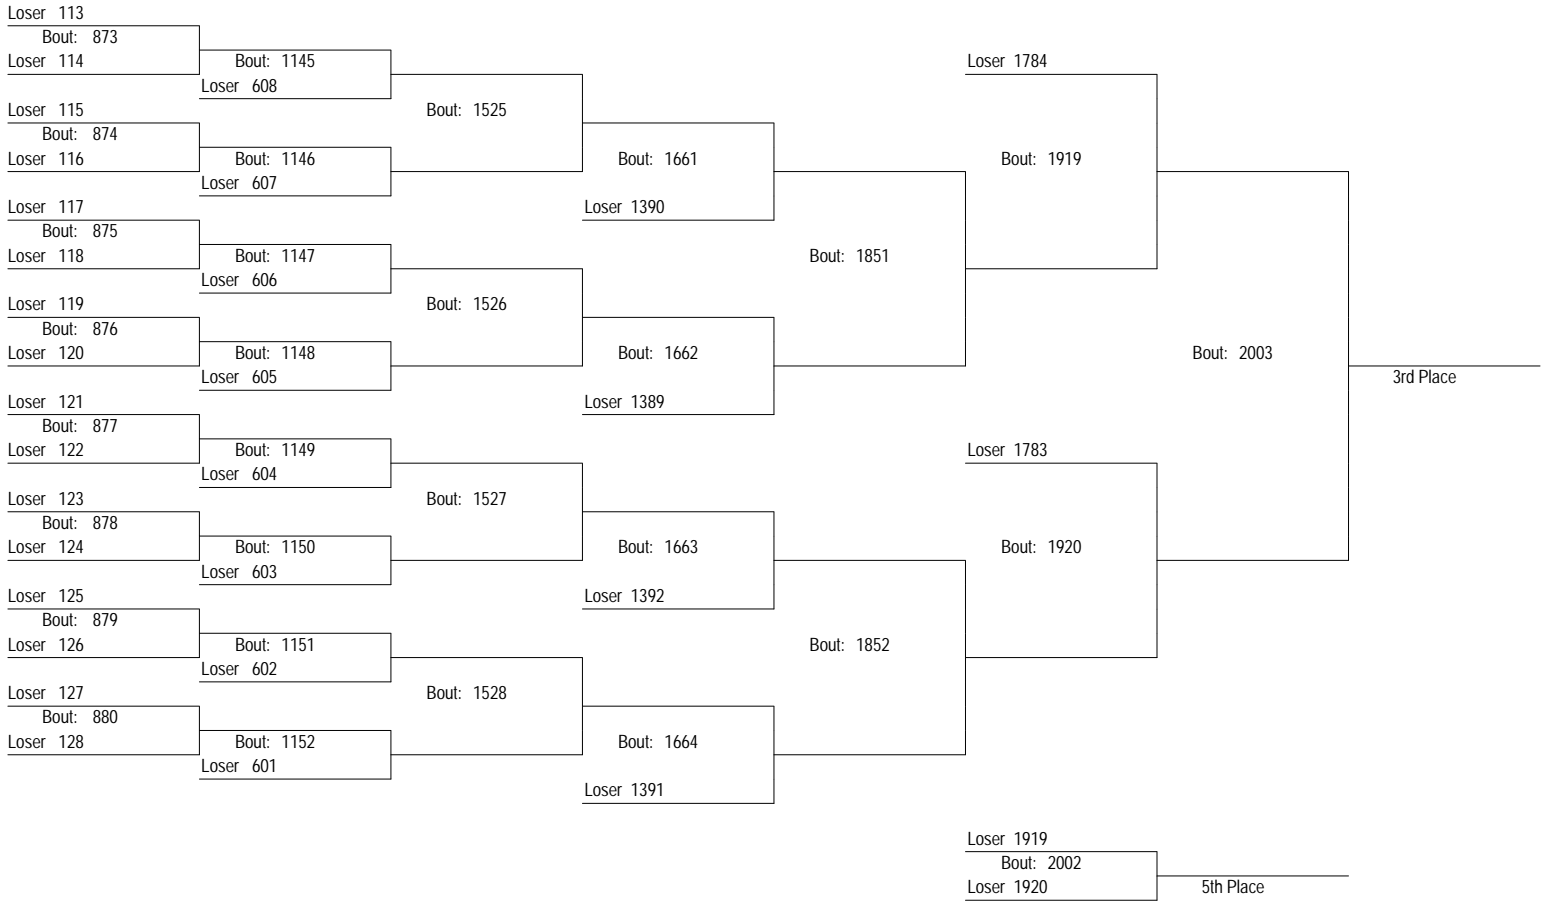 Loser 113
Bout: 873
Loser 114
Bout: 1145
Loser 608
Loser 1784
Loser 115
Bout: 1525
Bout: 874
Loser 116
Bout: 1146
Bout: 1661
Bout: 1919
Loser 607
Loser 117
Loser 1390
Bout: 875
Loser 118
Bout: 1147
Bout: 1851
Loser 606
Loser 119
Bout: 1526
Bout: 876
Loser 120
Bout: 1148
Bout: 1662
Bout: 2003
Loser 605
3rd Place
Loser 121
Loser 1389
Bout: 877
Loser 122
Bout: 1149
Loser 1783
Loser 604
Loser 123
Bout: 1527
Bout: 878
Loser 124
Bout: 1150
Bout: 1663
Bout: 1920
Loser 603
Loser 125
Loser 1392
Bout: 879
Loser 126
Bout: 1151
Bout: 1852
Loser 602
Loser 127
Bout: 1528
Bout: 880
Loser 128
Bout: 1152
Bout: 1664
Loser 601
Loser 1391
Loser 1919
Bout: 2002
Loser 1920
5th Place